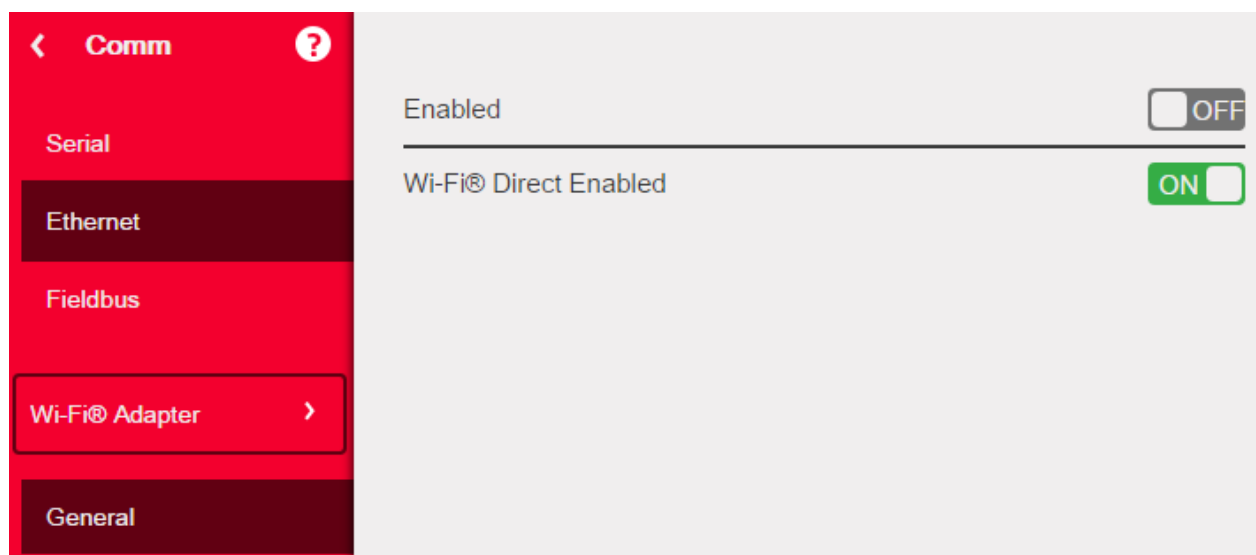 Comm
?
Serial
Ethernet
Fieldbus
Wi-Fi® Adapter
General
Enabled
OFF
Wi-Fi® Direct Enabled
ON